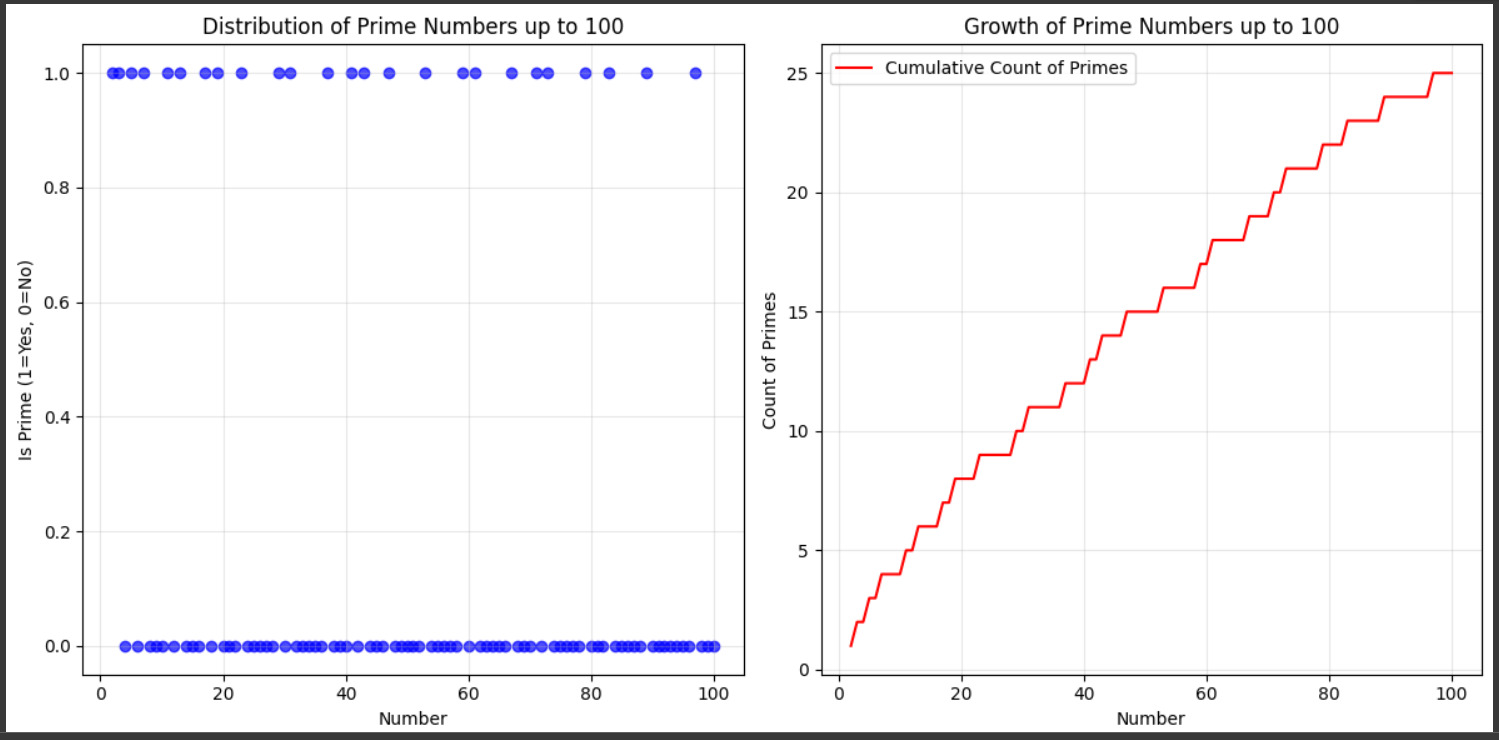 Distribution of Prime Numbers up to 100
1.0
0.8
0.6
0.4
0.2
0.0
Is Prime (1=Yes, 0=No)
0 20 40 60 80 100
Number
Growth of Prime Numbers up to 100
Cumulative Count of Primes
25
20
15
10
5
0
Count of Primes
0 20 40 60 80 100
Number